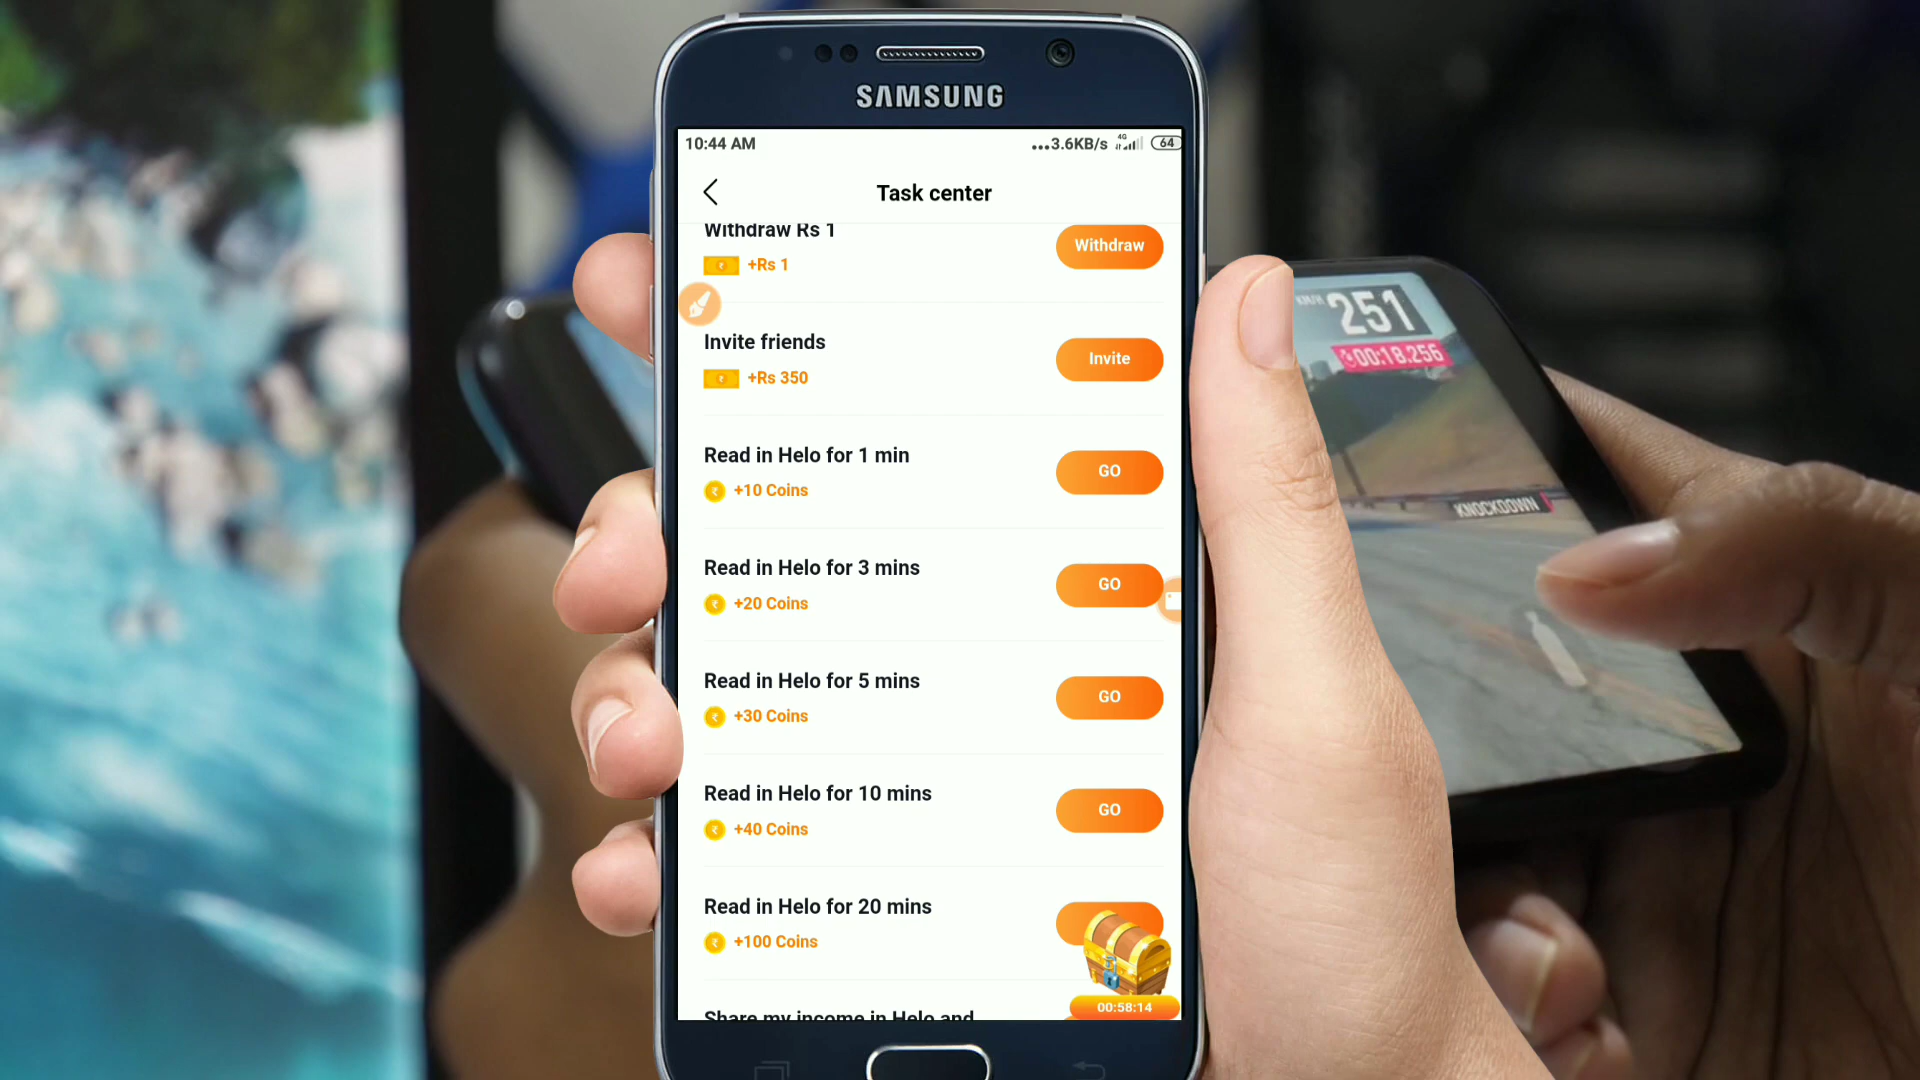 SAMSUNG
10:44 AM
...3.6KB/s 4G 64
Task center
Withdraw Rs 1
Withdraw
+Rs 1
Invite friends
Invite
+Rs 350
Read in Helo for 1 min
GO
+10 Coins
Read in Helo for 3 mins
GO
+20 Coins
Read in Helo for 5 mins
GO
+30 Coins
Read in Helo for 10 mins
GO
+40 Coins
Read in Helo for 20 mins
+100 Coins
00:58:14
Share my income in Helo and
KM/H 251
00:18.256
KNOCKDOWN